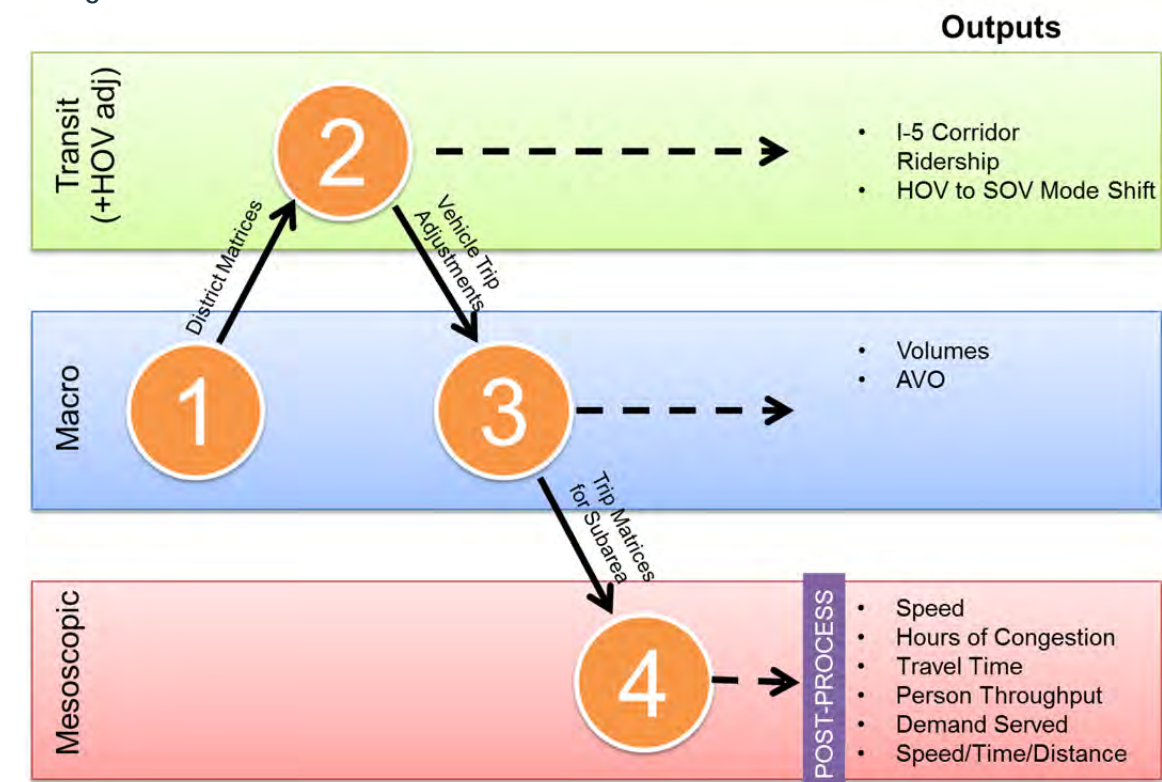 Outputs
Transit
(+HOV adj)
2
• I-5 Corridor
Ridership
• HOV to SOV Mode Shift
District Matrices
Vehicle Trip
Adjustments
Macro
1
3
• Volumes
• AVO
Trip Matrices
for Subarea
Mesoscopic
4
POST-PROCESS
• Speed
• Hours of Congestion
• Travel Time
• Person Throughput
• Demand Served
• Speed/Time/Distance